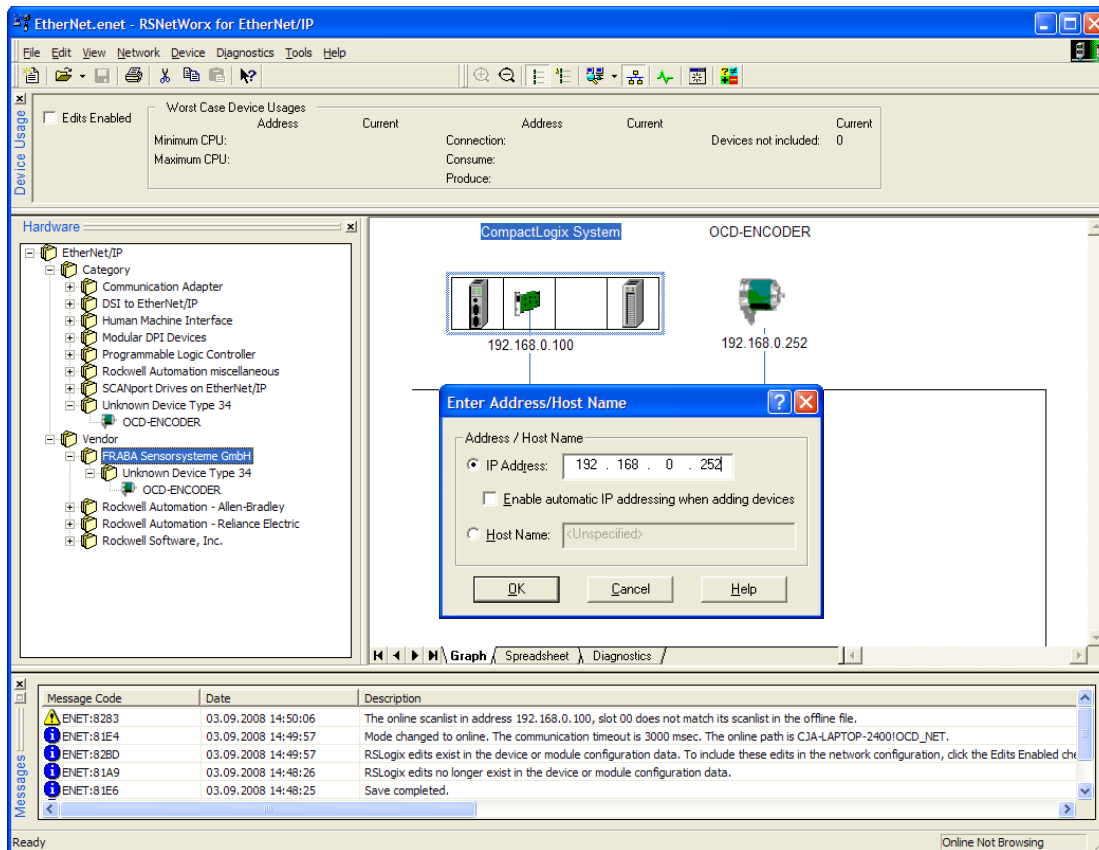 EtherNet.enet - RSNetWorx for EtherNet/IP
File Edit View Network Device Diagnostics Tools Help
Device Usage
Edits Enabled
Worst Case Device Usages
Address Current Address Current Current
Minimum CPU: Connection: Devices not included: 0
Maximum CPU: Consume:
Produce:
Hardware
EtherNet/IP
Category
Communication Adapter
DSI to EtherNet/IP
Human Machine Interface
Modular DPI Devices
Programmable Logic Controller
Rockwell Automation miscellaneous
SCANport Drives on EtherNet/IP
Unknown Device Type 34
OCD-ENCODER
Vendor
FRABA Sensorsysteme GmbH
Unknown Device Type 34
OCD-ENCODER
Rockwell Automation - Allen-Bradley
Rockwell Automation - Reliance Electric
Rockwell Software, Inc.
CompactLogix System OCD-ENCODER
192.168.0.100 192.168.0.252
Enter Address/Host Name
Address / Host Name
IP Address: 192 . 168 . 0 . 252
Enable automatic IP addressing when adding devices
Host Name: <Unspecified>
OK Cancel Help
Graph Spreadsheet Diagnostics
Messages
Message Code Date Description
ENET:8283 03.09.2008 14:50:06 The online scanlist in address 192.168.0.100, slot 00 does not match its scanlist in the offline file.
ENET:81E4 03.09.2008 14:49:57 Mode changed to online. The communication timeout is 3000 msec. The online path is CJA-LAPTOP-2400!OCD_NET.
ENET:82BD 03.09.2008 14:49:57 RSLogix edits exist in the device or module configuration data. To include these edits in the network configuration, click the Edits Enabled che
ENET:81A9 03.09.2008 14:48:26 RSLogix edits no longer exist in the device or module configuration data.
ENET:81E6 03.09.2008 14:48:25 Save completed.
Ready Online Not Browsing